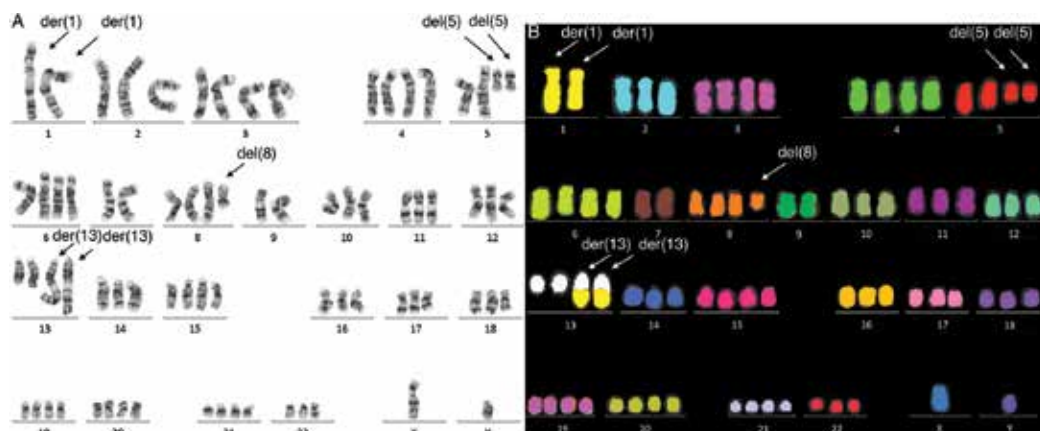 A
der(1)
der(1)
del(5) del(5)
1 2 3 4 5
del(8)
6 7 8 9 10 11 12
der(13) der(13)
13 14 15 16 17 18
19 20 21 22
B
der(1)
der(1)
del(5) del(5)
1 2 3 4 5
del(8)
6 7 8 9 10 11 12
der(13) der(13)
13 14 15 16 17 18
19 20 21 22 X Y